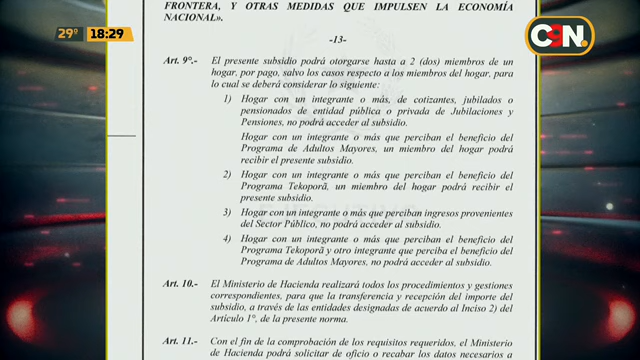 29º 18:29
C9N.
FRONTERA, Y OTRAS MEDIDAS QUE IMPULSEN LA ECONOMÍA
NACIONAL».
-13-
Art. 9º.- El presente subsidio podrá otorgarse hasta a 2 (dos) miembros de un
hogar, por pago, salvo los casos respecto a los miembros del hogar, para
lo cual se deberá considerar lo siguiente:
1) Hogar con un integrante o más, de cotizantes, jubilados o
pensionados de entidad pública o privada de Jubilaciones y
Pensiones, no podrá acceder al subsidio.
Hogar con un integrante o más que perciban el beneficio del
Programa de Adultos Mayores, un miembro del hogar podrá
recibir el presente subsidio.
2) Hogar con un integrante o más que perciban el beneficio del
Programa Tekoporã, un miembro del hogar podrá recibir el
presente subsidio.
3) Hogar con un integrante o más que perciban ingresos provenientes
del Sector Público, no podrá acceder al subsidio.
4) Hogar con un integrante o más que perciban el beneficio del
Programa Tekoporã y otro integrante que perciba el beneficio del
Programa de Adultos Mayores, no podrá acceder al subsidio.
Art. 10.- El Ministerio de Hacienda realizará todos los procedimientos y gestiones
correspondientes, para que la transferencia y recepción del importe del
subsidio, a través de las entidades designadas de acuerdo al Inciso 2) del
Artículo 1º, de la presente norma.
Art. 11.- Con el fin de la comprobación de los requisitos requeridos, el Ministerio
de Hacienda podrá solicitar de oficio o recabar los datos necesarios a